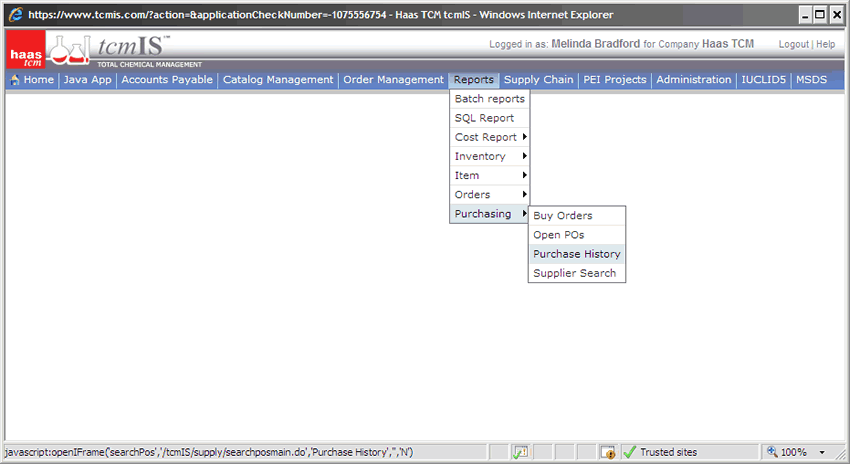 https://www.tcmis.com/?action=&applicationCheckNumber=-1075556754 - Haas TCM tcmIS - Windows Internet Explorer
haas tcm
tcmIS™
TOTAL CHEMICAL MANAGEMENT
Logged in as: Melinda Bradford for Company Haas TCM
Logout | Help
Home | Java App | Accounts Payable | Catalog Management | Order Management | Reports | Supply Chain | PEI Projects | Administration | IUCLID5 | MSDS
Batch reports
SQL Report
Cost Report
Inventory
Item
Orders
Purchasing
Buy Orders
Open POs
Purchase History
Supplier Search
javascript:openIFrame('searchPos','/tcmIS/supply/searchposmain.do','Purchase History','','N')
Trusted sites
100%